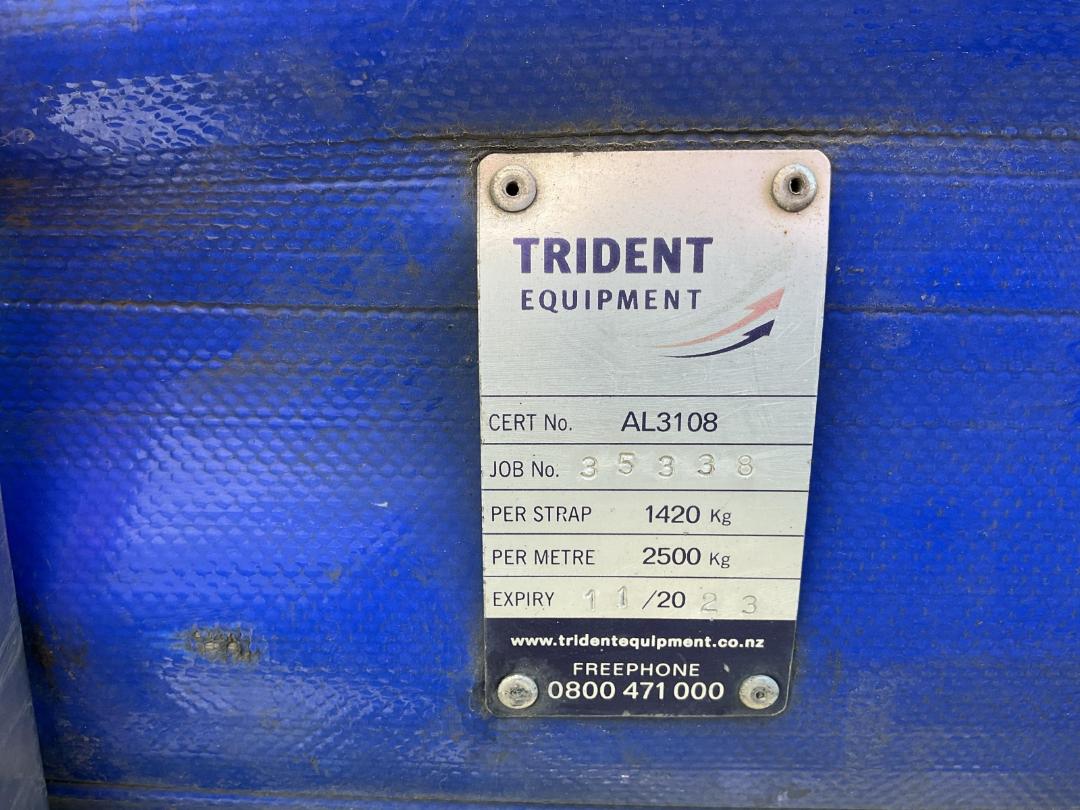 TRIDENT
EQUIPMENT
CERT No. AL3108
JOB No. 35338
PER STRAP 1420 Kg
PER METRE 2500 Kg
EXPIRY 11/2023
www.tridentequipment.co.nz
FREEPHONE
0800 471 000